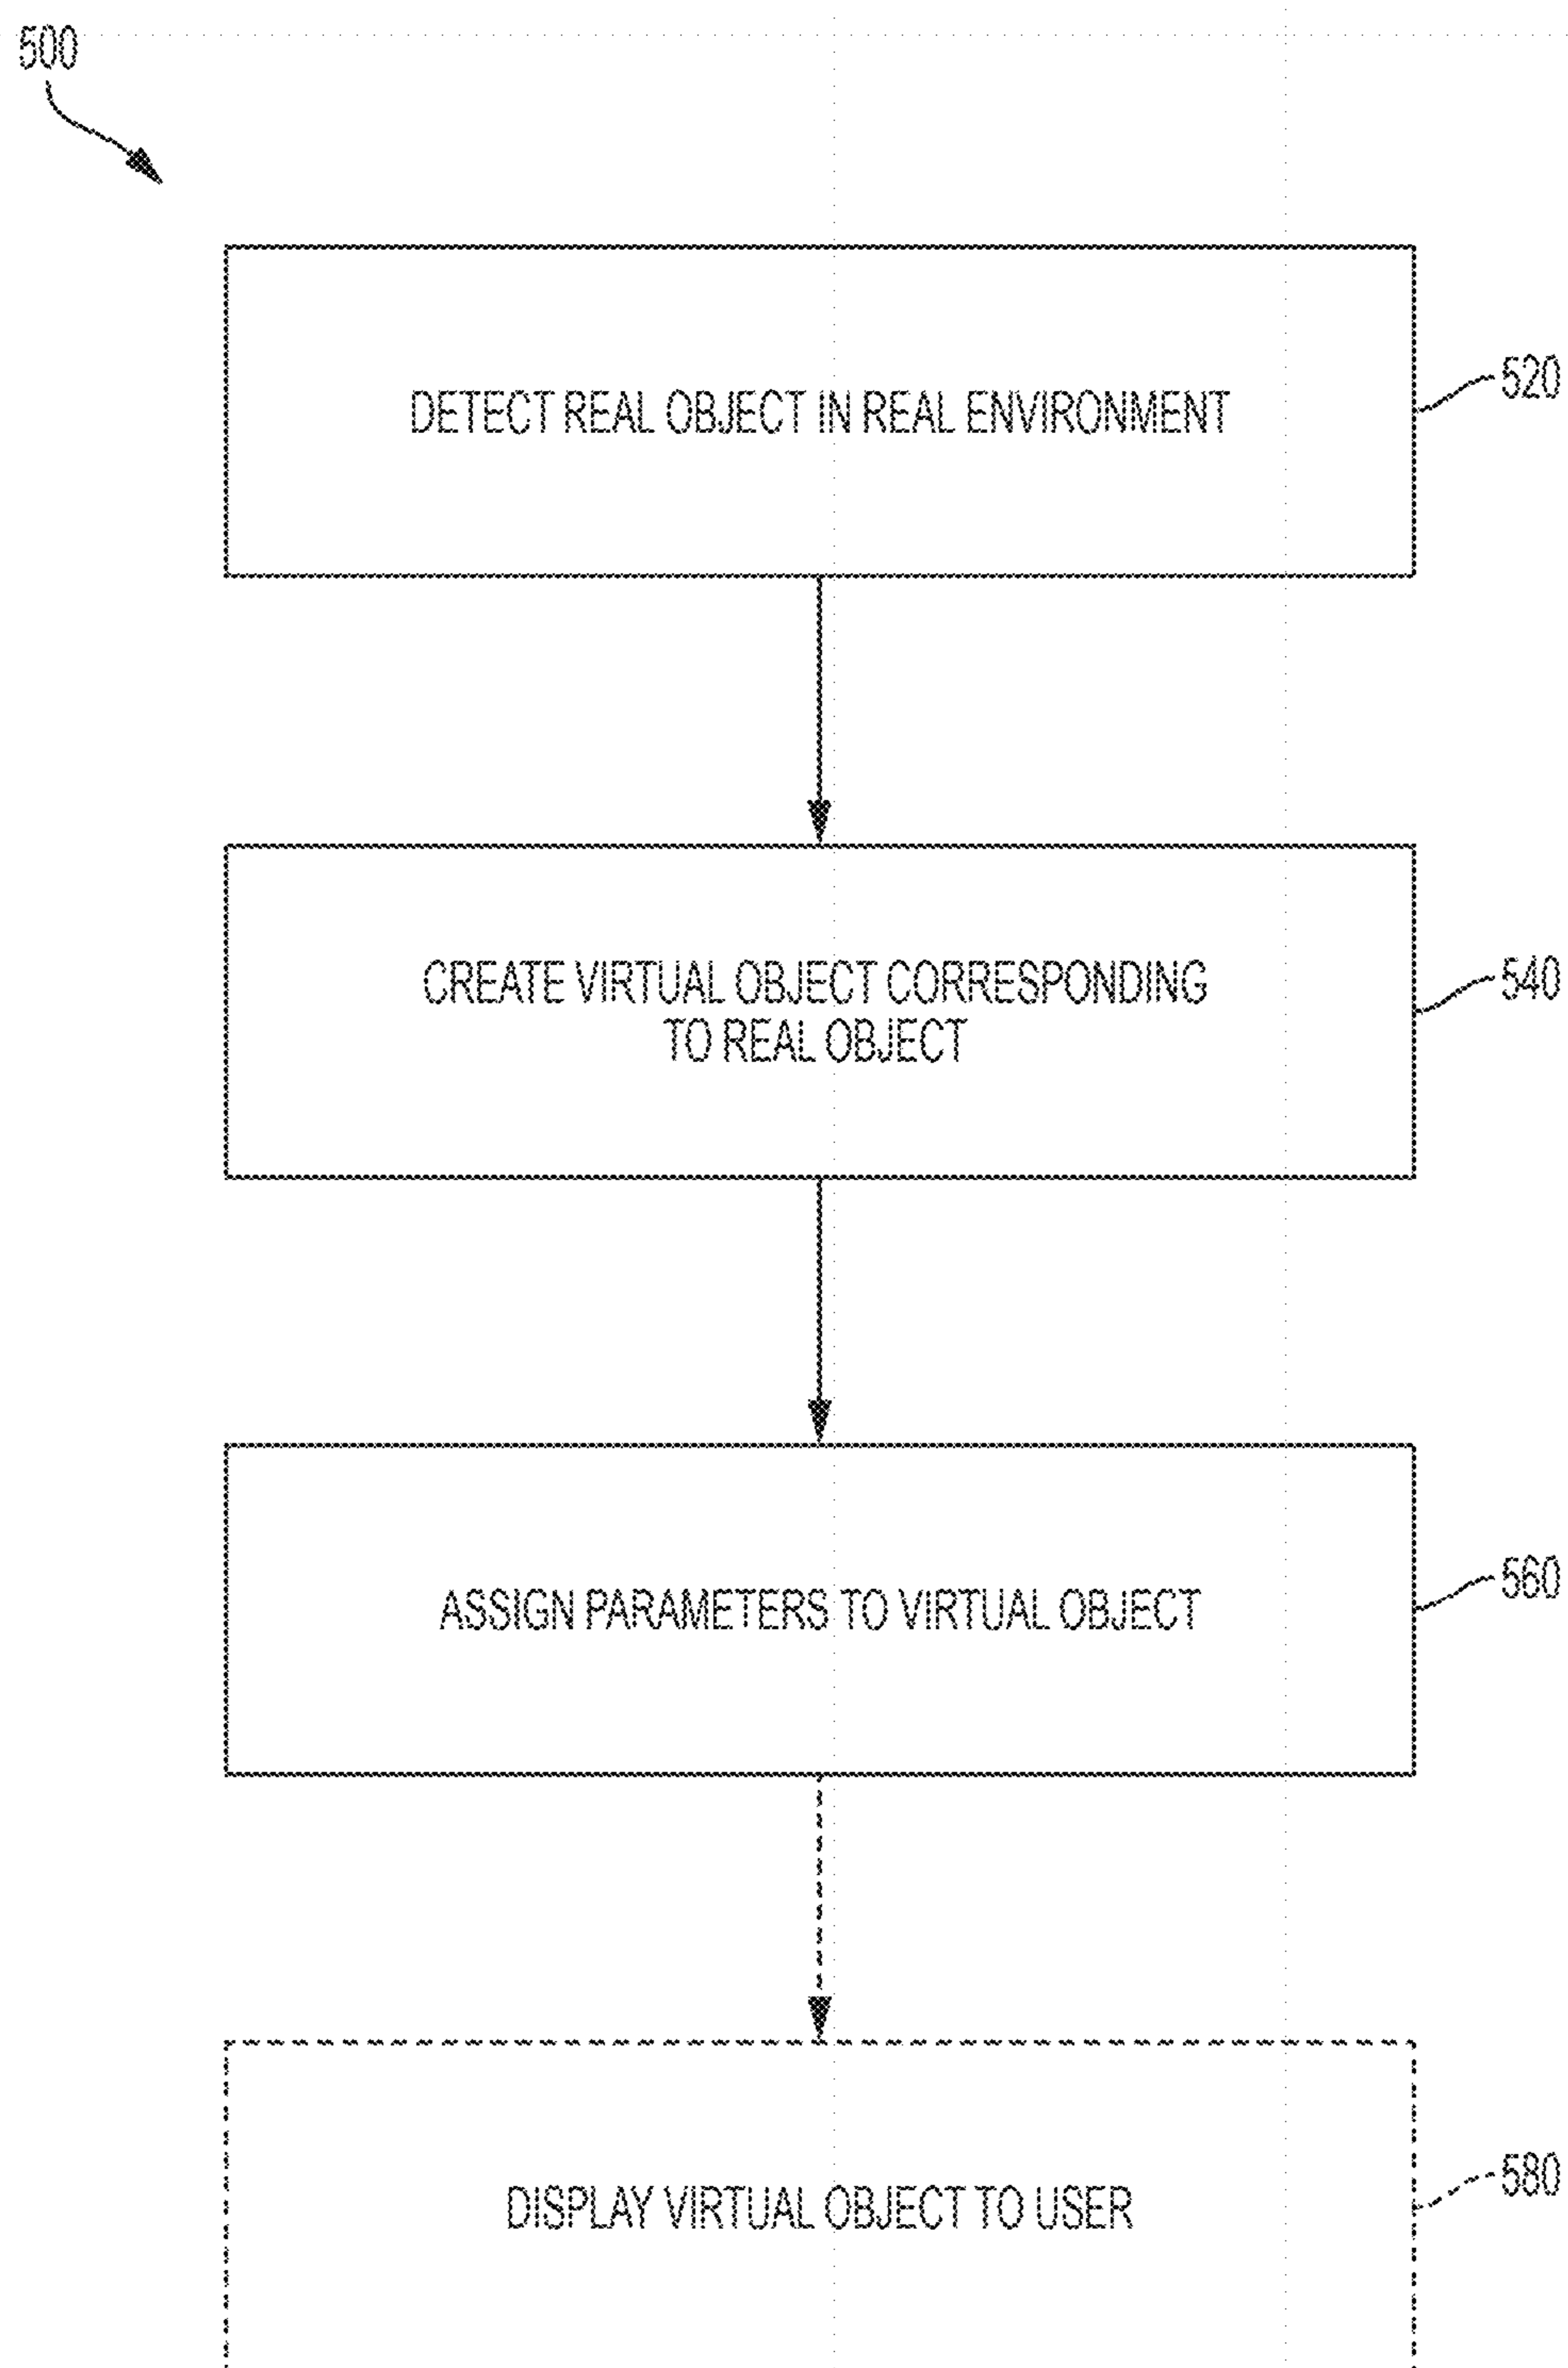 500
DETECT REAL OBJECT IN REAL ENVIRONMENT
520
CREATE VIRTUAL OBJECT CORRESPONDING
TO REAL OBJECT
540
ASSIGN PARAMETERS TO VIRTUAL OBJECT
560
DISPLAY VIRTUAL OBJECT TO USER
580